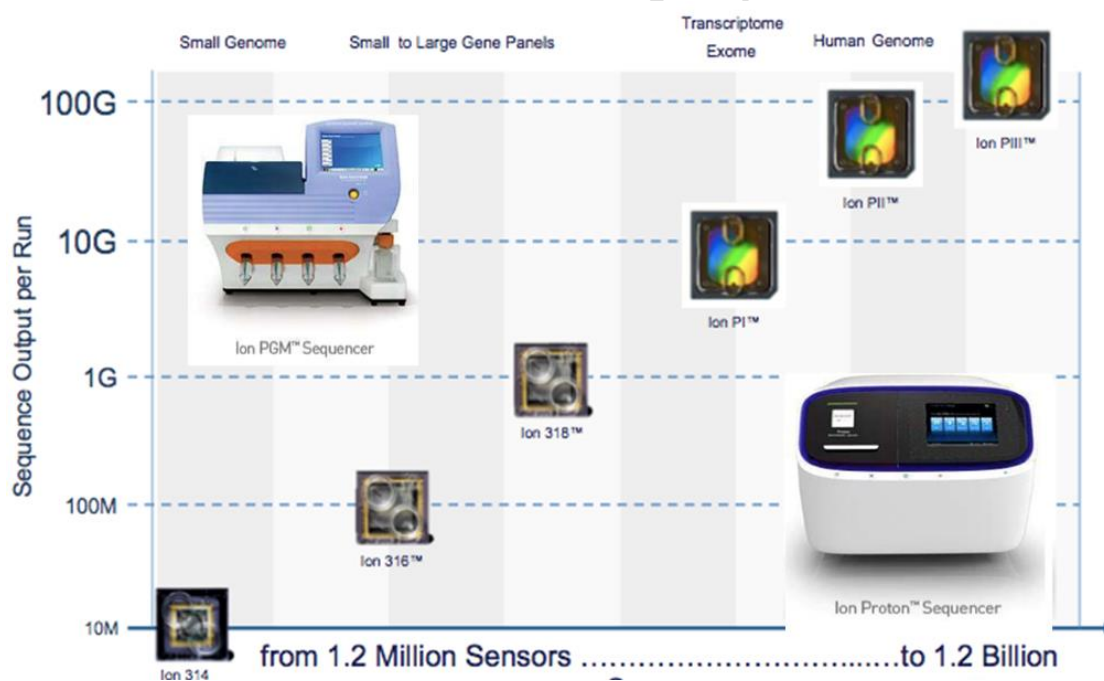 Small Genome
Small to Large Gene Panels
Transcriptome
Exome
Human Genome
100G
10G
1G
100M
10M
Sequence Output per Run
Ion PIII™
Ion PII™
Ion PI™
Ion PGM™ Sequencer
Ion 318™
Ion 316™
Ion Proton™ Sequencer
Ion 314
from 1.2 Million Sensors ................................to 1.2 Billion